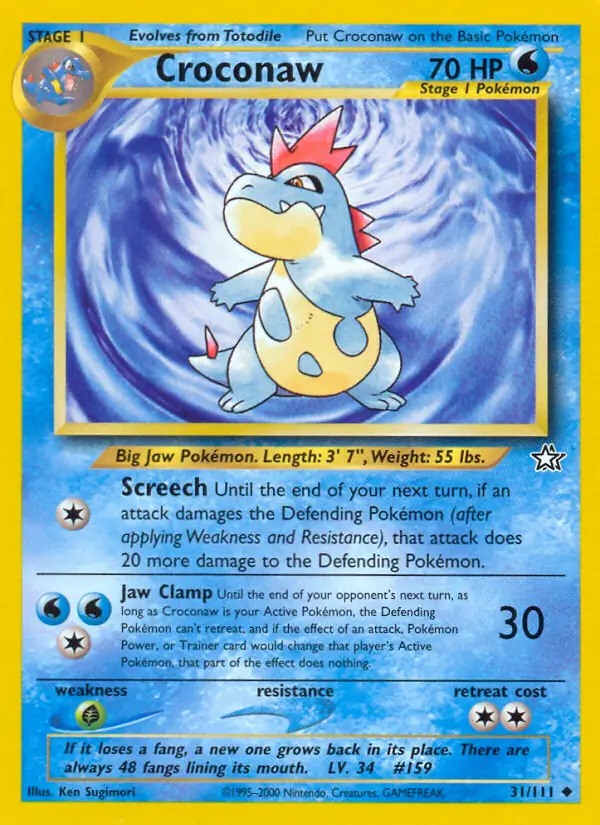 STAGE 1 Evolves from Totodile Put Croconaw on the Basic Pokémon
Croconaw 70 HP
Stage 1 Pokémon
Big Jaw Pokémon. Length: 3' 7", Weight: 55 lbs.
Screech Until the end of your next turn, if an
attack damages the Defending Pokémon (after
applying Weakness and Resistance), that attack does
20 more damage to the Defending Pokémon.
Jaw Clamp Until the end of your opponent's next turn, as
long as Croconaw is your Active Pokémon, the Defending
Pokémon can't retreat, and if the effect of an attack, Pokémon
Power, or Trainer card would change that player's Active
Pokémon, that part of the effect does nothing.
30
weakness resistance retreat cost
If it loses a fang, a new one grows back in its place. There are
always 48 fangs lining its mouth. LV. 34 #159
Illus. Ken Sugimori ©1995-2000 Nintendo, Creatures, GAMEFREAK. 31/111